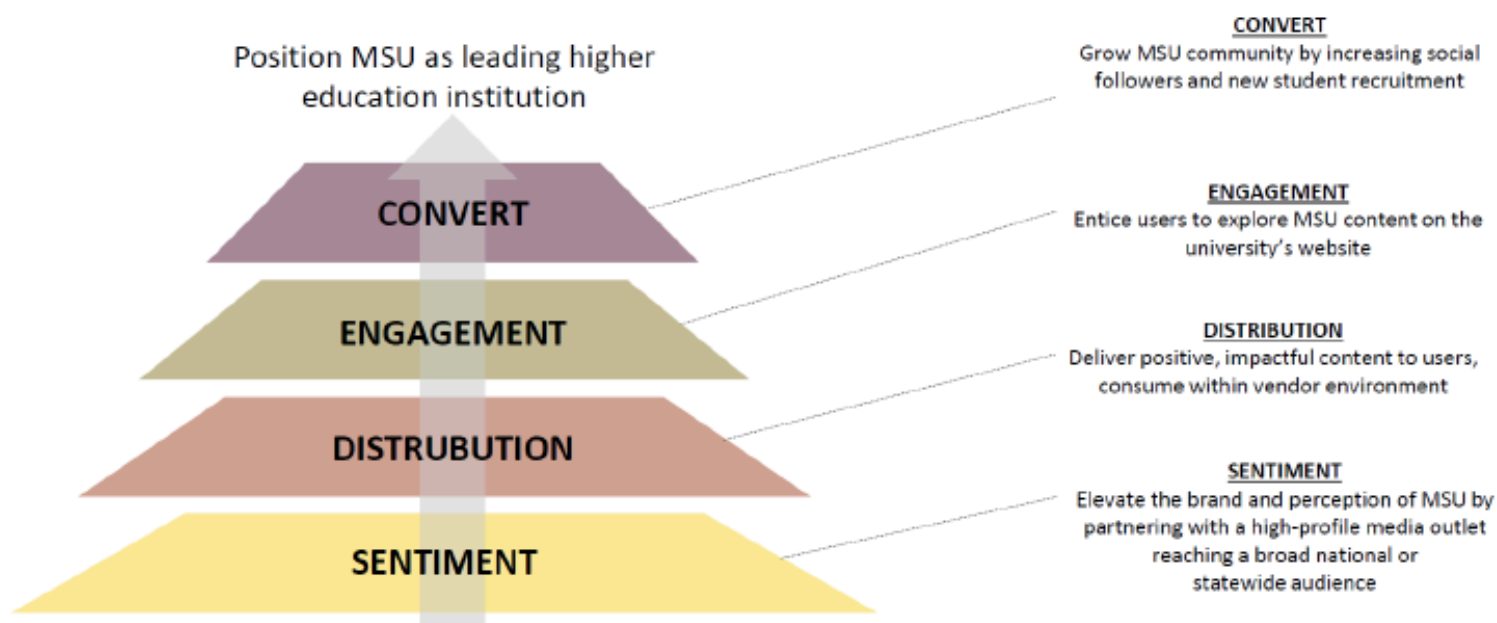 Position MSU as leading higher
education institution
CONVERT
ENGAGEMENT
DISTRUBUTION
SENTIMENT
CONVERT
Grow MSU community by increasing social
followers and new student recruitment
ENGAGEMENT
Entice users to explore MSU content on the
university's website
DISTRIBUTION
Deliver positive, impactful content to users,
consume within vendor environment
SENTIMENT
Elevate the brand and perception of MSU by
partnering with a high-profile media outlet
reaching a broad national or
statewide audience